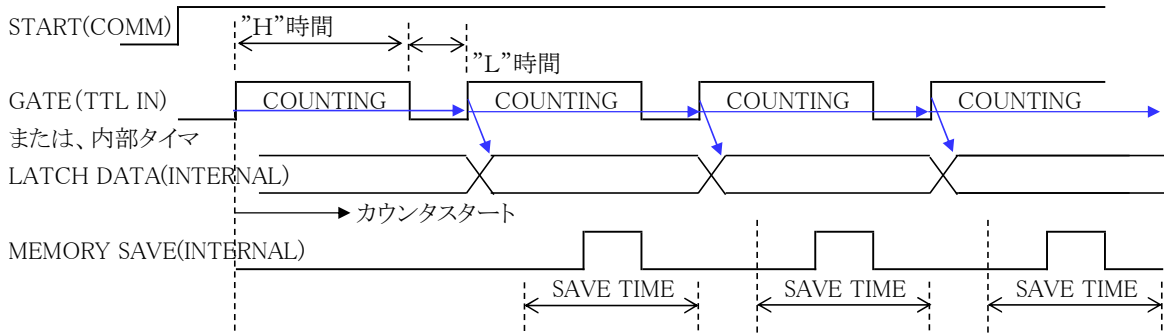 START(COMM)
”H”時間
”L”時間
GATE(TTL IN)
または、内部タイマ
COUNTING
COUNTING
COUNTING
COUNTING
LATCH DATA(INTERNAL)
カウンタスタート
MEMORY SAVE(INTERNAL)
SAVE TIME
SAVE TIME
SAVE TIME